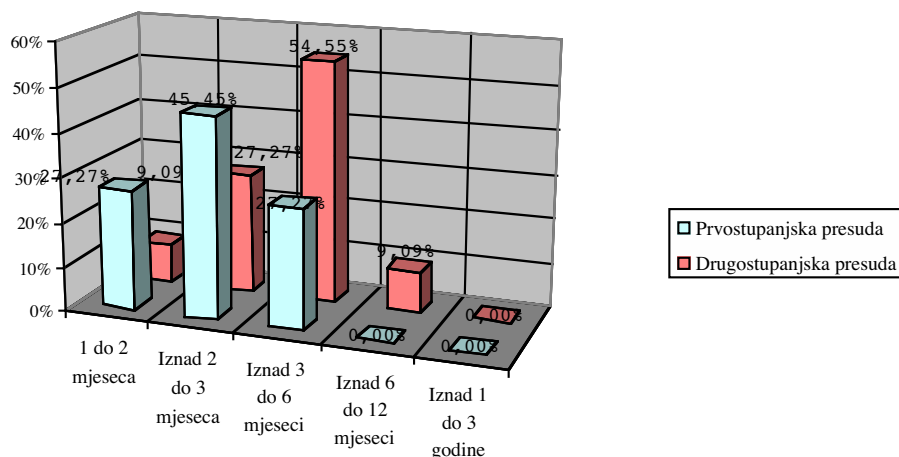 60%
50%
40%
30%
20%
10%
0%
54,55%
45,45%
27,27%
27,27%
9,09%
27,27%
9,09%
0,00%
0,00%
0,00%
1 do 2
mjeseca
Iznad 2
do 3
mjeseca
Iznad 3
do 6
mjeseci
Iznad 6
do 12
mjeseci
Iznad 1
do 3
godine
Prvostupanjska presuda
Drugostupanjska presuda